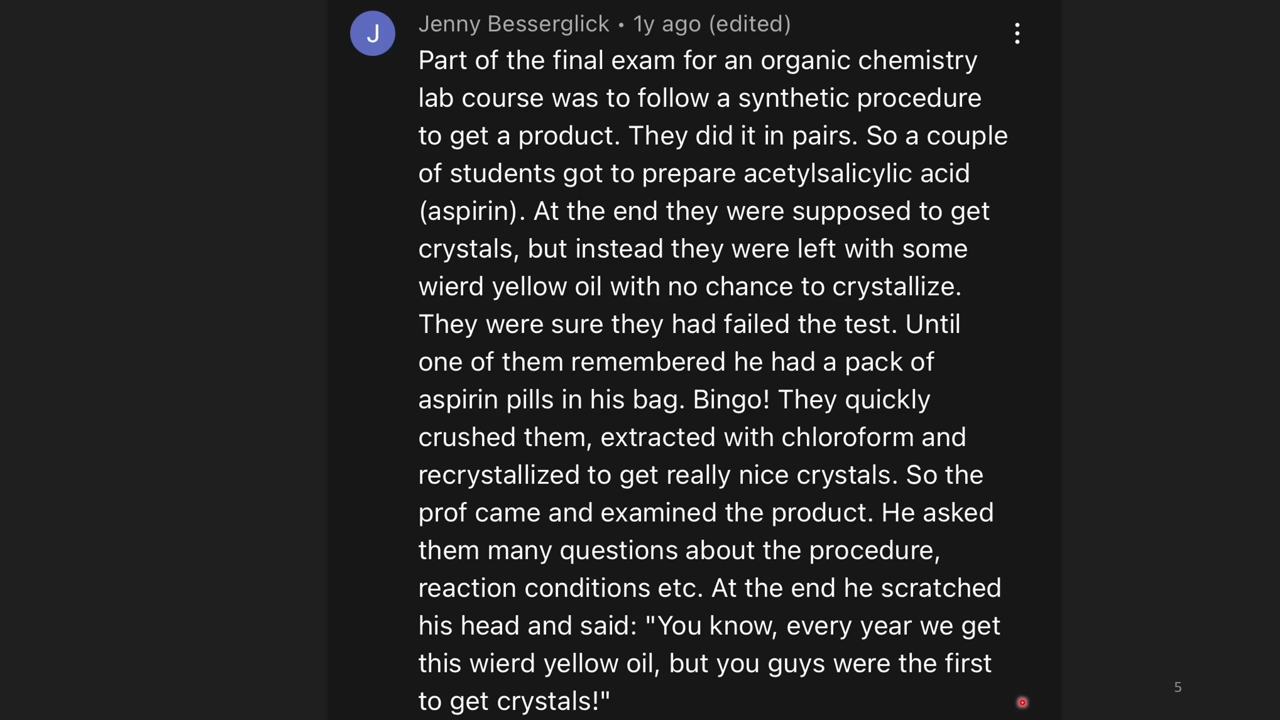 J
Jenny Besserglick • 1y ago (edited)
Part of the final exam for an organic chemistry
lab course was to follow a synthetic procedure
to get a product. They did it in pairs. So a couple
of students got to prepare acetylsalicylic acid
(aspirin). At the end they were supposed to get
crystals, but instead they were left with some
wierd yellow oil with no chance to crystallize.
They were sure they had failed the test. Until
one of them remembered he had a pack of
aspirin pills in his bag. Bingo! They quickly
crushed them, extracted with chloroform and
recrystallized to get really nice crystals. So the
prof came and examined the product. He asked
them many questions about the procedure,
reaction conditions etc. At the end he scratched
his head and said: "You know, every year we get
this wierd yellow oil, but you guys were the first
to get crystals!"
5